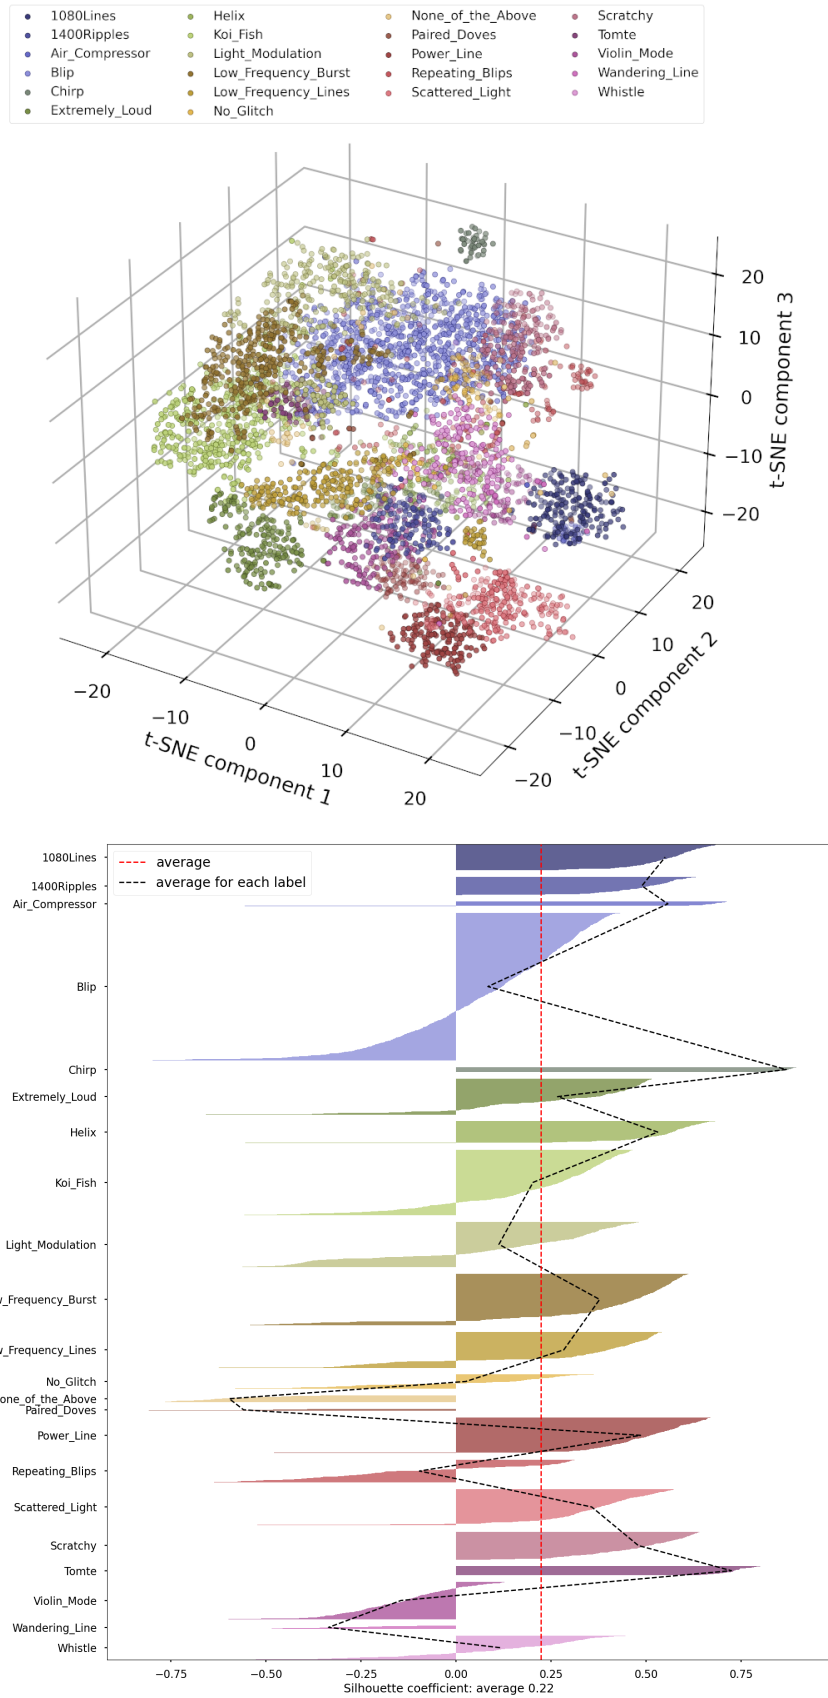 1080Lines
1400Ripples
Air_Compressor
Blip
Chirp
Extremely_Loud
Helix
Koi_Fish
Light_Modulation
Low_Frequency_Burst
Low_Frequency_Lines
No_Glitch
None_of_the_Above
Paired_Doves
Power_Line
Repeating_Blips
Scattered_Light
Scratchy
Tomte
Violin_Mode
Wandering_Line
Whistle
20
10
0
−10
−20
t-SNE component 3
20
10
0
−10
−20
t-SNE component 2
−20
−10
0
10
20
t-SNE component 1
average
average for each label
1080Lines
1400Ripples
Air_Compressor
Blip
Chirp
Extremely_Loud
Helix
Koi_Fish
Light_Modulation
w_Frequency_Burst
w_Frequency_Lines
No_Glitch
one_of_the_Above
Paired_Doves
Power_Line
Repeating_Blips
Scattered_Light
Scratchy
Tomte
Violin_Mode
Wandering_Line
Whistle
−0.75 −0.50 −0.25 0.00 0.25 0.50 0.75
Silhouette coefficient: average 0.22